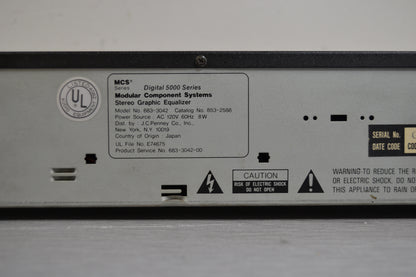 MCS®
Series
Digital 5000 Series
Modular Component Systems
Stereo Graphic Equalizer
Model No. 683-3042 Catalog No. 853-2588
Power Source : AC 120V 60Hz 8W
Dist. by : J.C.Penney Co., Inc.,
New York, N.Y. 10019
Country of Origin : Japan
UL File No. E74675
Product Service No. 683-3042-00
UL
SERIAL No.
DATE CODE
CAUTION
RISK OF ELECTRIC SHOCK
DO NOT OPEN
WARNING-TO REDUCE THE R
OR ELECTRIC SHOCK, DO N
THIS APPLIANCE TO RAIN O